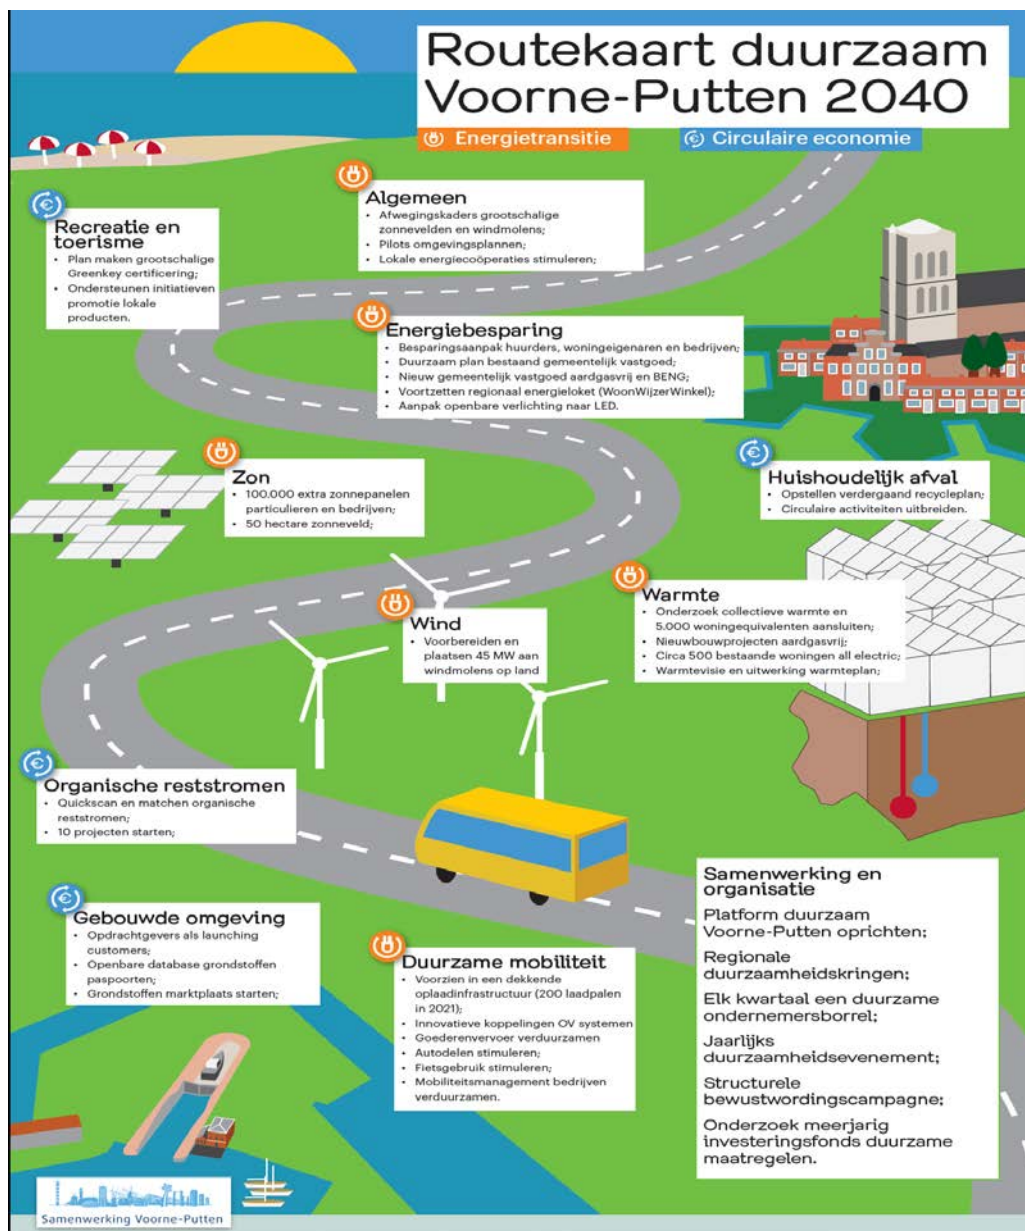 Routekaart duurzaam
Voorne-Putten 2040
Energietransitie
Circulaire economie
Algemeen
• Afwegingskaders grootschalige
zonnevelden en windmolens;
• Pilots omgevingsplannen;
• Lokale energiecoöperaties stimuleren;
Recreatie en
toerisme
• Plan maken grootschalige
Greenkey certificering;
• Ondersteunen initiatieven
promotie lokale
producten.
Energiebesparing
• Besparingsaanpak huurders, woningeigenaren en bedrijven;
• Duurzaam plan bestaand gemeentelijk vastgoed;
• Nieuw gemeentelijk vastgoed aardgasvrij en BENG;
• Voortzetten regionaal energieloket (WoonWijzerWinkel);
• Aanpak openbare verlichting naar LED.
Zon
• 100.000 extra zonnepanelen
particulieren en bedrijven;
• 50 hectare zonneveld;
Huishoudelijk afval
• Opstellen verdergaand recycleplan;
• Circulaire activiteiten uitbreiden.
Wind
• Voorbereiden en
plaatsen 45 MW aan
windmolens op land
Warmte
• Onderzoek collectieve warmte en
5.000 woningequivalenten aansluiten;
• Nieuwbouwprojecten aardgasvrij;
• Circa 500 bestaande woningen all electric;
• Warmtevisie en uitwerking warmteplan;
Organische reststromen
• Quickscan en matchen organische
reststromen;
• 10 projecten starten;
Gebouwde omgeving
• Opdrachtgevers als launching
customers;
• Openbare database grondstoffen
paspoorten;
• Grondstoffen marktplaats starten;
Duurzame mobiliteit
• Voorzien in een dekkende
oplaadinfrastructuur (200 laadpalen
in 2021);
• Innovatieve koppelingen OV systemen
• Goederenvervoer verduurzamen
• Autodelen stimuleren;
• Fietsgebruik stimuleren;
• Mobiliteitsmanagement bedrijven
verduurzamen.
Samenwerking en
organisatie
Platform duurzaam
Voorne-Putten oprichten;
Regionale
duurzaamheidskringen;
Elk kwartaal een duurzame
ondernemersborrel;
Jaarlijks
duurzaamheidsevenement;
Structurele
bewustwordingscampagne;
Onderzoek meerjarig
investeringsfonds duurzame
maatregelen.
Samenwerking Voorne-Putten